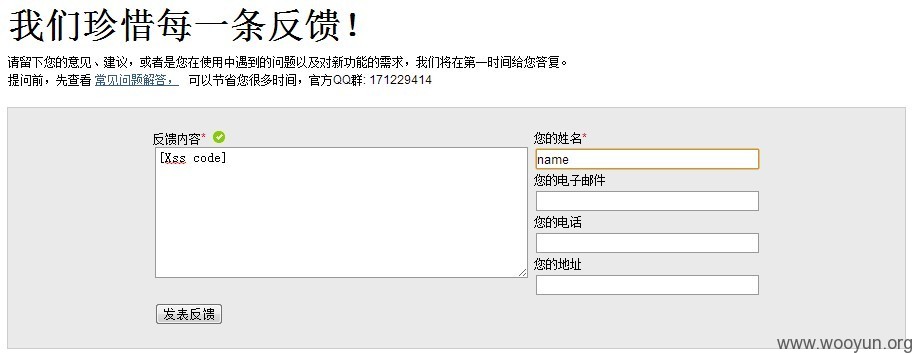 我们珍惜每一条反馈!
请留下您的意见、建议，或者是您在使用中遇到的问题以及对新功能的需求，我们将在第一时间给您答复。
提问前，先查看 常见问题解答， 可以节省您很多时间，官方QQ群: 171229414
反馈内容*
[Xss code]
您的姓名*
name
您的电子邮件
您的电话
您的地址
发表反馈
www.wooyun.org